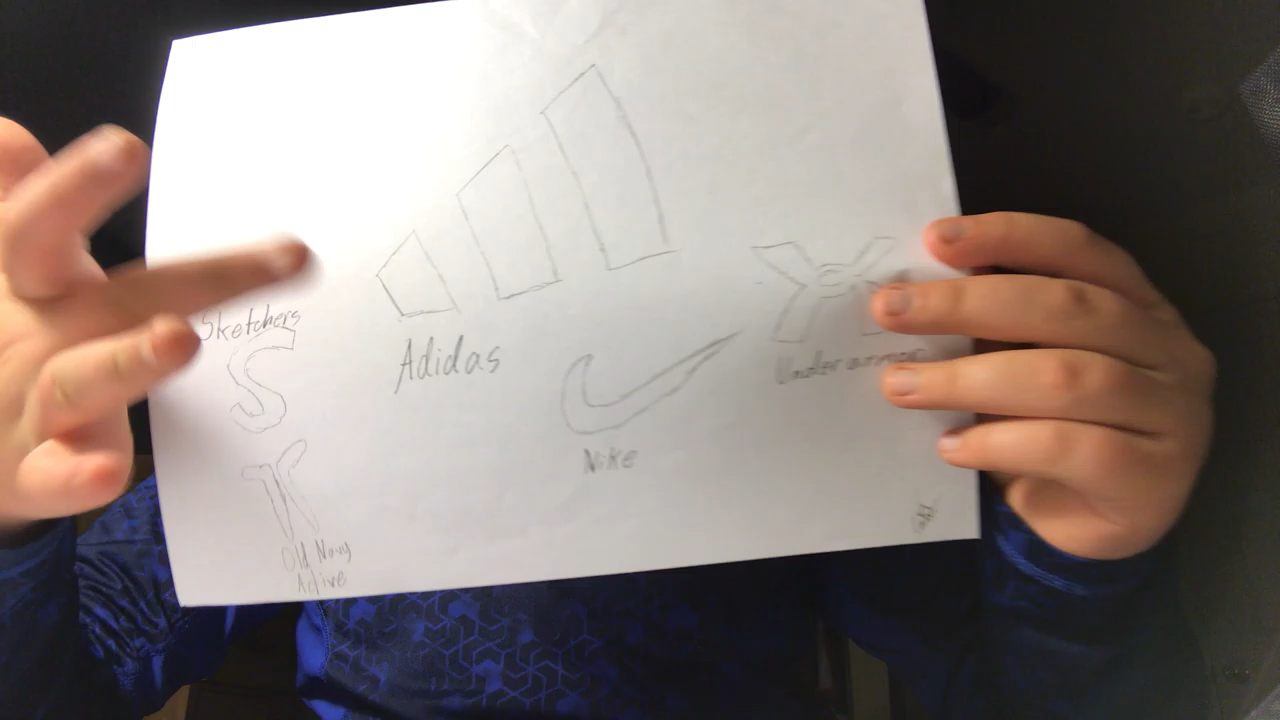 Sketchers
Adidas
Under armor
Nike
Old Navy
Active